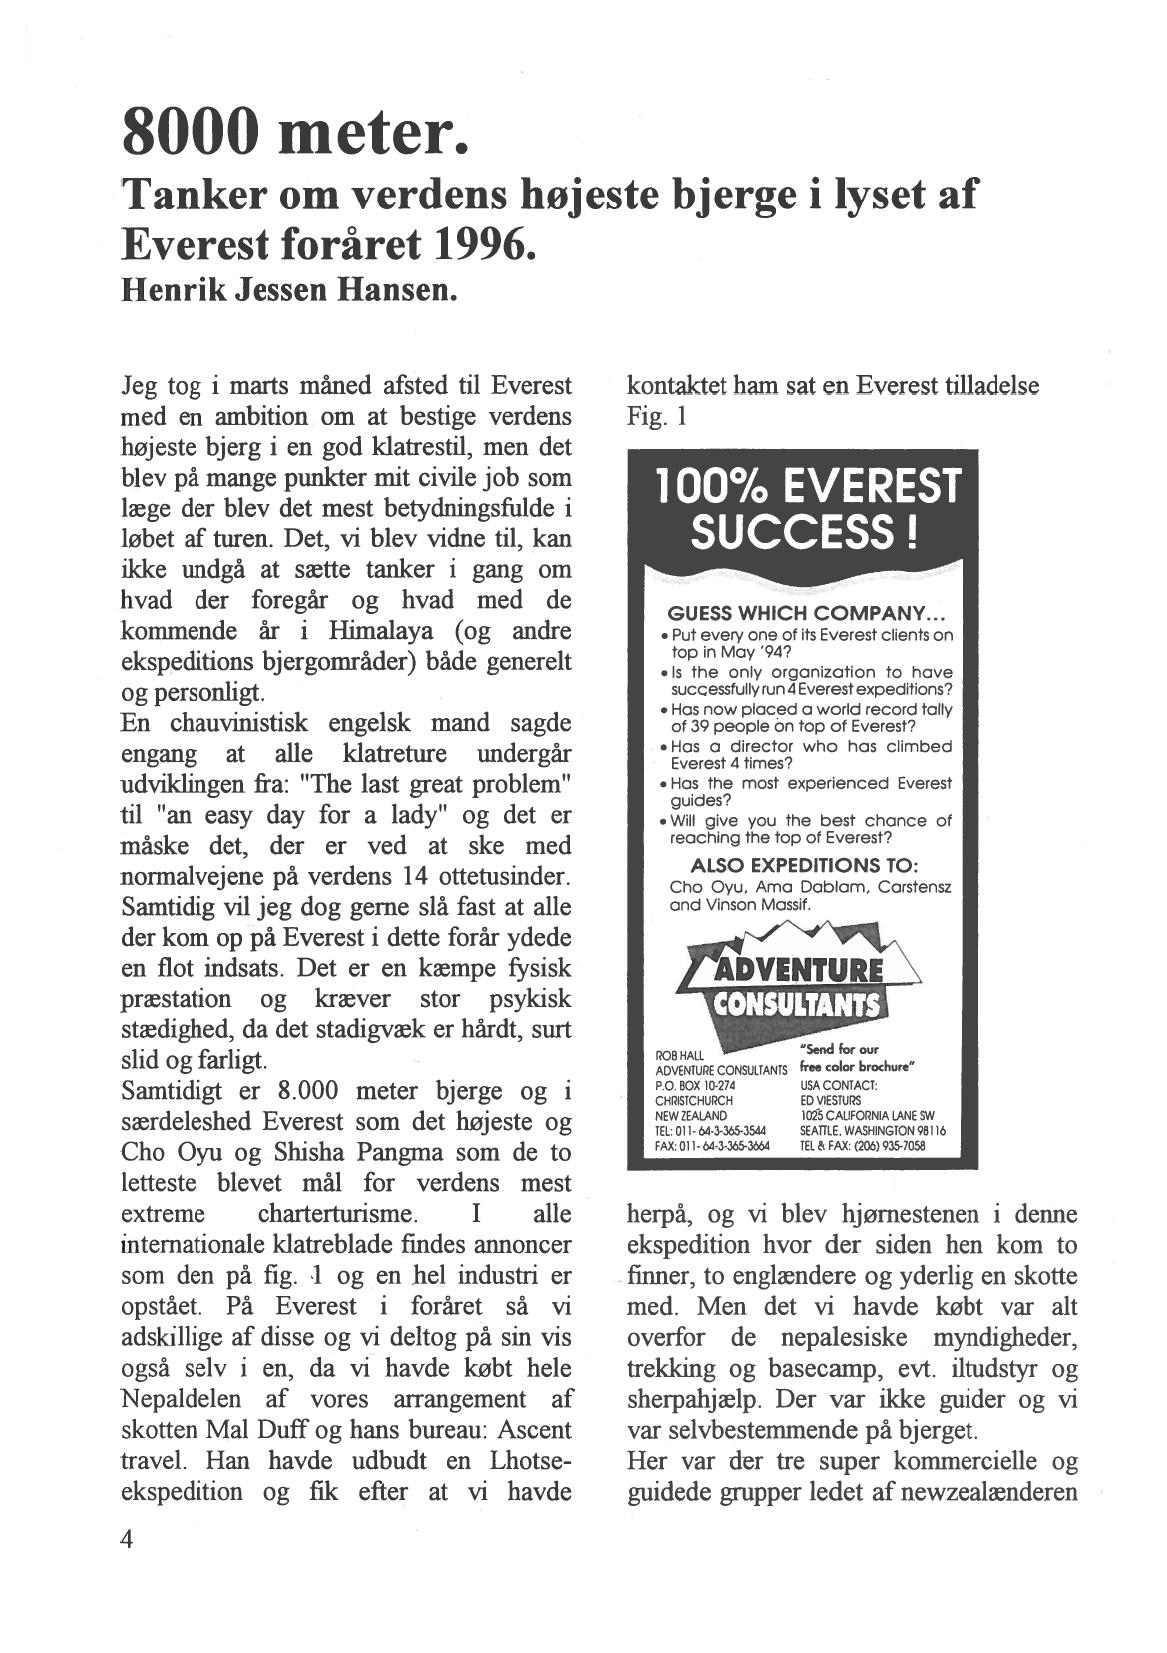 8000 meter.
Tanker om verdens højeste bjerge i lyset af
Everest foråret 1996.
Henrik Jessen Hansen.
Jeg tog i marts måned afsted til Everest
med en ambition om at bestige verdens
højeste bjerg i en god klatrestil, men det
blev på mange punkter mit civile job som
læge der blev det mest betydningsfulde i
løbet af turen. Det, vi blev vidne til, kan
ikke undgå at sætte tanker i gang om
hvad der foregår og hvad med de
kommende år i Himalaya (og andre
ekspeditions bjergområder) både generelt
og personligt.
En chauvinistisk engelsk mand sagde
engang at alle klatreture undergår
udviklingen fra: "The last great problem"
til "an easy day for a lady" og det er
måske det, der er ved at ske med
normalvejene på verdens 14 ottetusinder.
Samtidig vil jeg dog gerne slå fast at alle
der kom op på Everest i dette forår ydede
en flot indsats. Det er en kæmpe fysisk
præstation og kræver stor psykisk
stædighed, da det stadigvæk er hårdt, surt
slid og farligt.
Samtidigt er 8.000 meter bjerge og i
særdeleshed Everest som det højeste og
Cho Oyu og Shisha Pangma som de to
letteste blevet mål for verdens mest
extreme charterturisme. I alle
internationale klatreblade findes annoncer
som den på fig. 1 og en hel industri er
opstået. På Everest i foråret så vi
adskillige af disse og vi deltog på sin vis
også selv i en, da vi havde købt hele
Nepaldelen af vores arrangement af
skotten Mal Duff og hans bureau: Ascent
travel. Han havde udbudt en Lhotse-
ekspedition og fik efter at vi havde
kontaktet ham sat en Everest tilladelse
Fig. 1
100% EVEREST
SUCCESS !
GUESS WHICH COMPANY...
• Put every one of its Everest clients on
top in May '94?
• Is the only organization to have
successfully run 4 Everest expeditions?
• Has now placed a world record tally
of 39 people on top of Everest?
• Has a director who has climbed
Everest 4 times?
• Has the most experienced Everest
guides?
• Will give you the best chance of
reaching the top of Everest?
ALSO EXPEDITIONS TO:
Cho Oyu, Ama Dablam, Carstensz
and Vinson Massif.
ADVENTURE
CONSULTANTS
ROB HALL
ADVENTURE CONSULTANTS
P.O. BOX 10-274
CHRISTCHURCH
NEW ZEALAND
TEL: 011- 64-3-365-3544
FAX: 011- 64-3-365-3664
"Send for our
free color brochure"
USA CONTACT:
ED VIESTURS
1025 CALIFORNIA LANE SW
SEATTLE, WASHINGTON 98116
TEL & FAX: (206) 935-7058
herpå, og vi blev hjørnestenen i denne
ekspedition hvor der siden hen kom to
finner, to englændere og yderlig en skotte
med. Men det vi havde købt var alt
overfor de nepalesiske myndigheder,
trekking og basecamp, evt. iltudstyr og
sherpahjælp. Der var ikke guider og vi
var selvbestemmende på bjerget.
Her var der tre super kommercielle og
guidede grupper ledet af newzealænderen
4